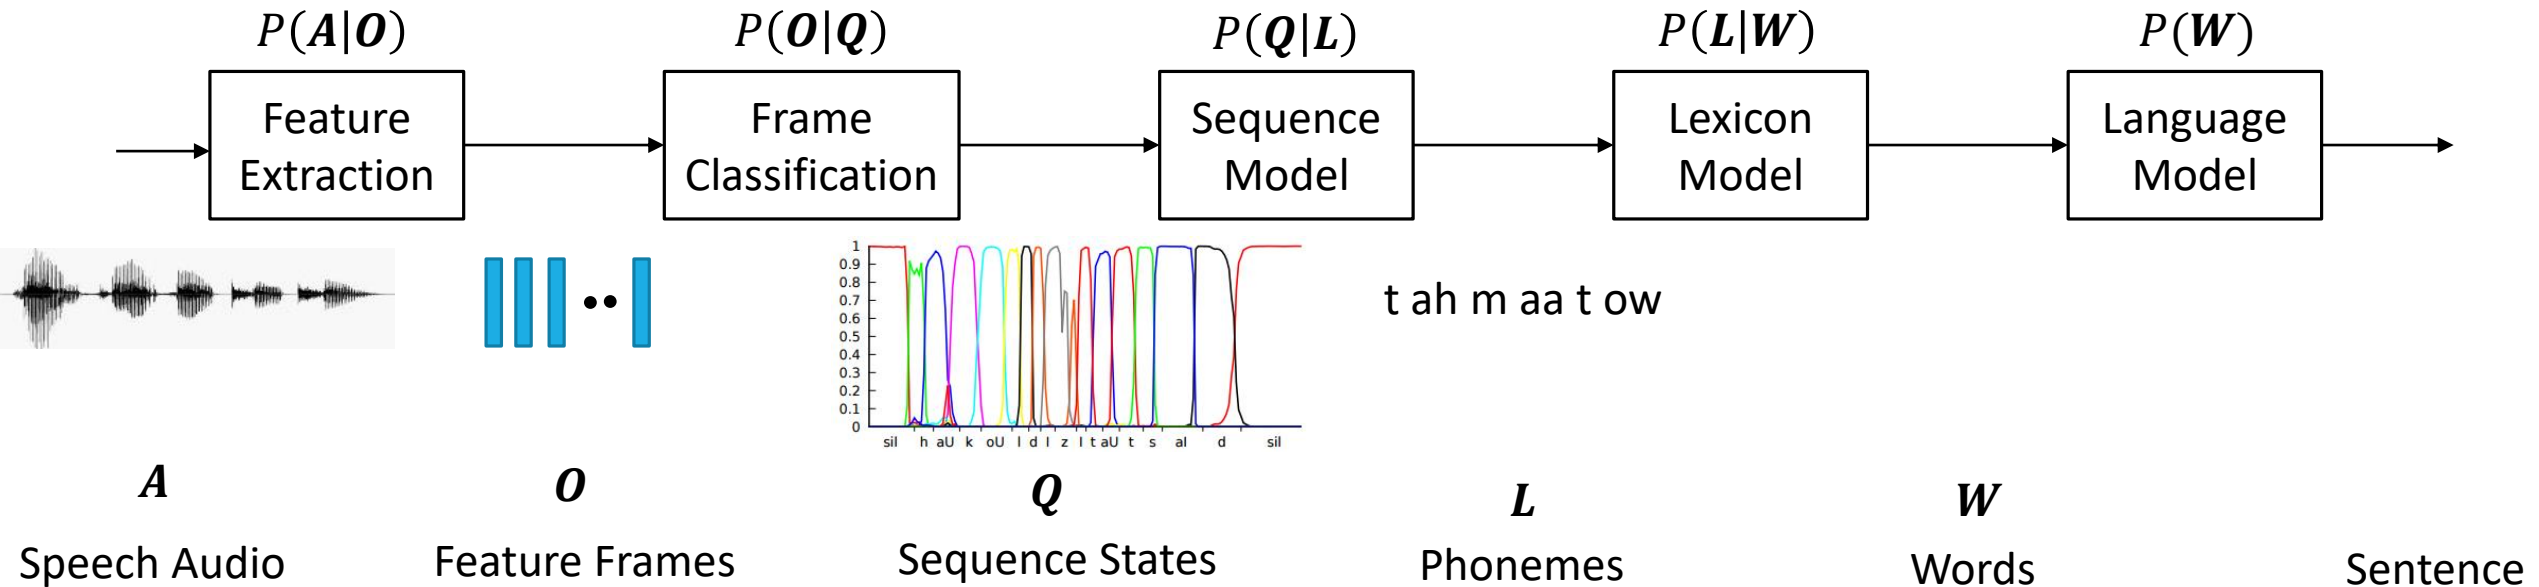 P(A|O)
P(O|Q)
P(Q|L)
P(L|W)
P(W)
Feature
Extraction
Frame
Classification
Sequence
Model
Lexicon
Model
Language
Model
1
0.9
0.8
0.7
0.6
0.5
0.4
0.3
0.2
0.1
0
sil h aU k oU l d I z I t aU t s aI d sil
t ah m aa t ow
A
O
Q
L
W
Speech Audio
Feature Frames
Sequence States
Phonemes
Words
Sentence